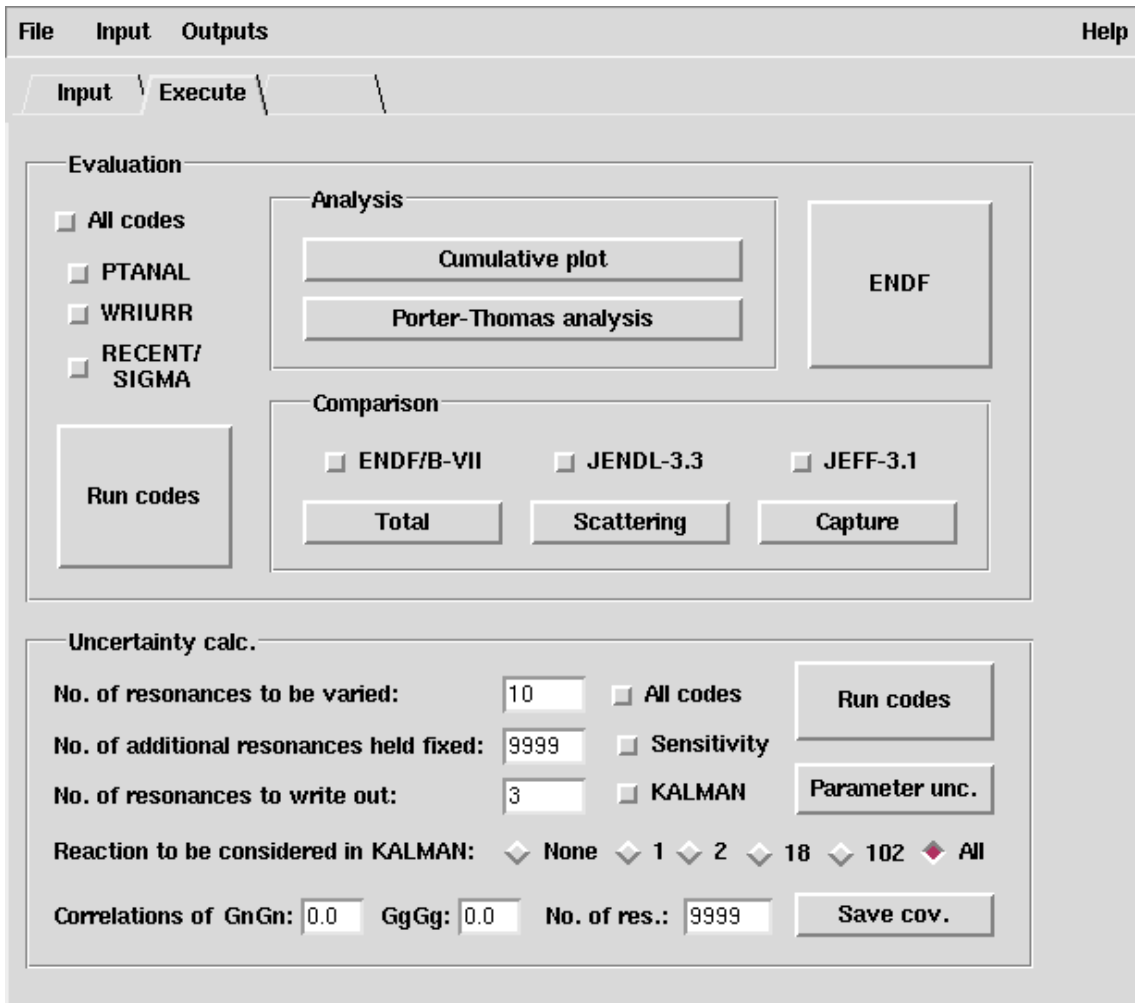 File Input Outputs Help
Input Execute
Evaluation
All codes
PTANAL
WRIURR
RECENT/
SIGMA
Run codes
Analysis
Cumulative plot
Porter-Thomas analysis
ENDF
Comparison
ENDF/B-VII JENDL-3.3 JEFF-3.1
Total Scattering Capture
Uncertainty calc.
No. of resonances to be varied: 10 All codes Run codes
No. of additional resonances held fixed: 9999 Sensitivity
No. of resonances to write out: 3 KALMAN Parameter unc.
Reaction to be considered in KALMAN: None 1 2 18 102 All
Correlations of GnGn: 0.0 GgGg: 0.0 No. of res.: 9999 Save cov.